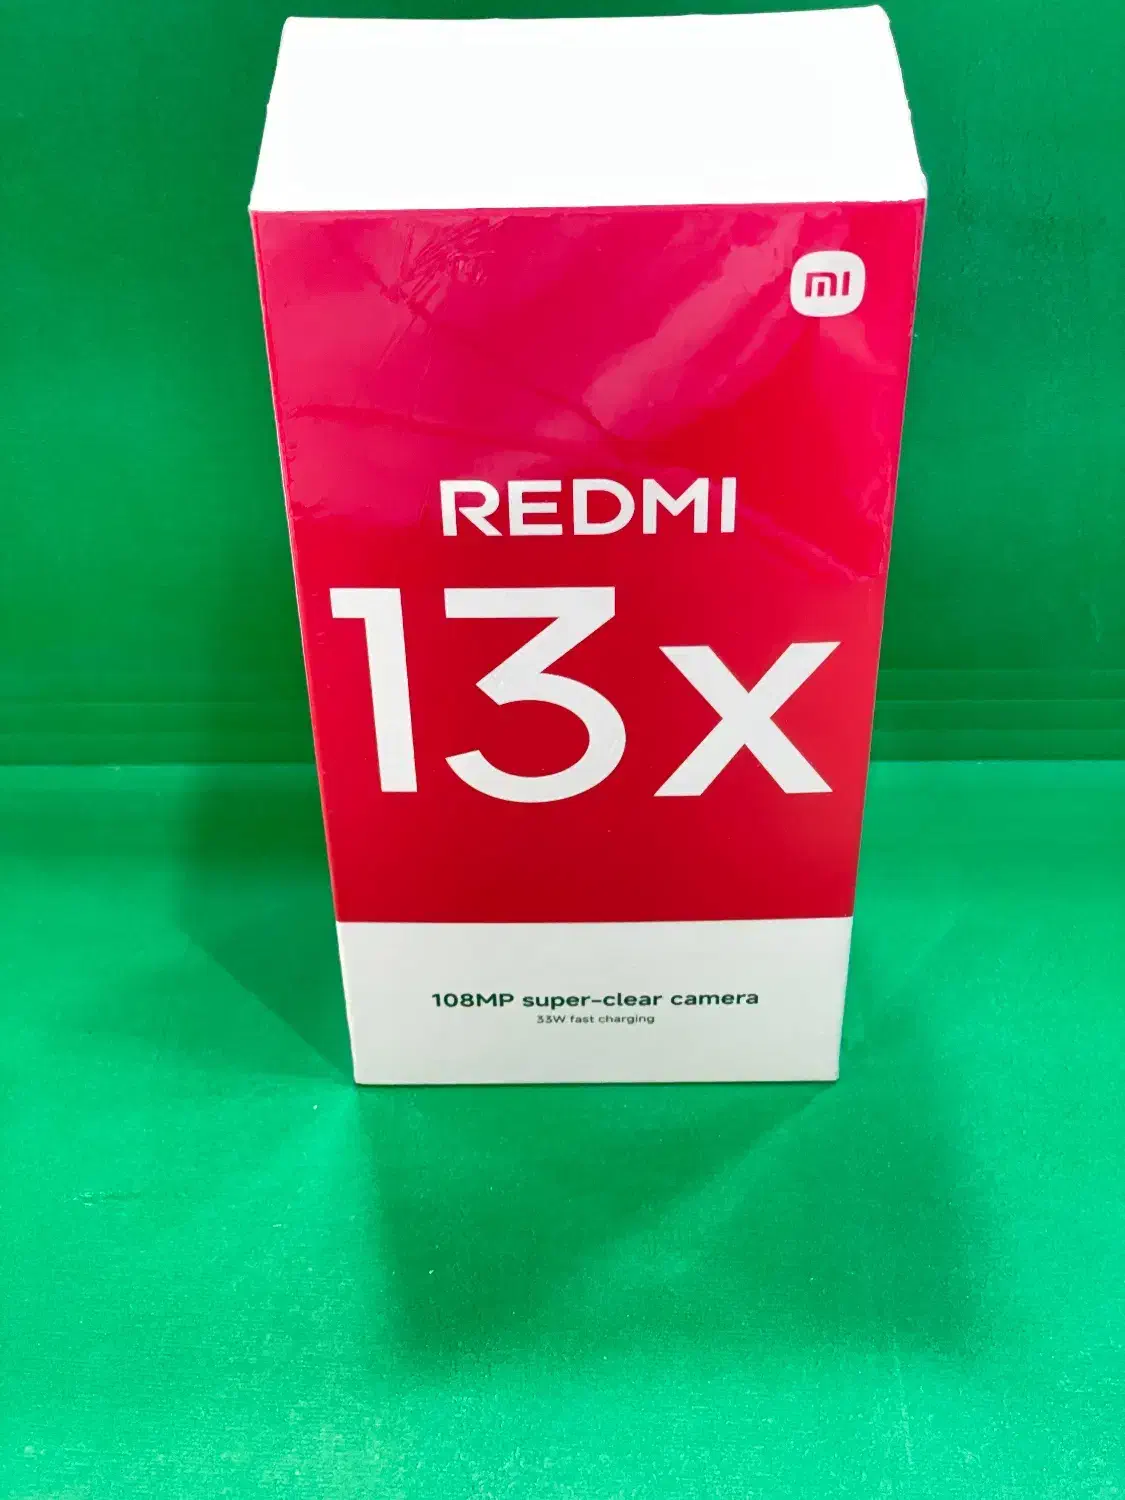 mi
REDMI
13x
108MP super-clear camera
33W fast charging